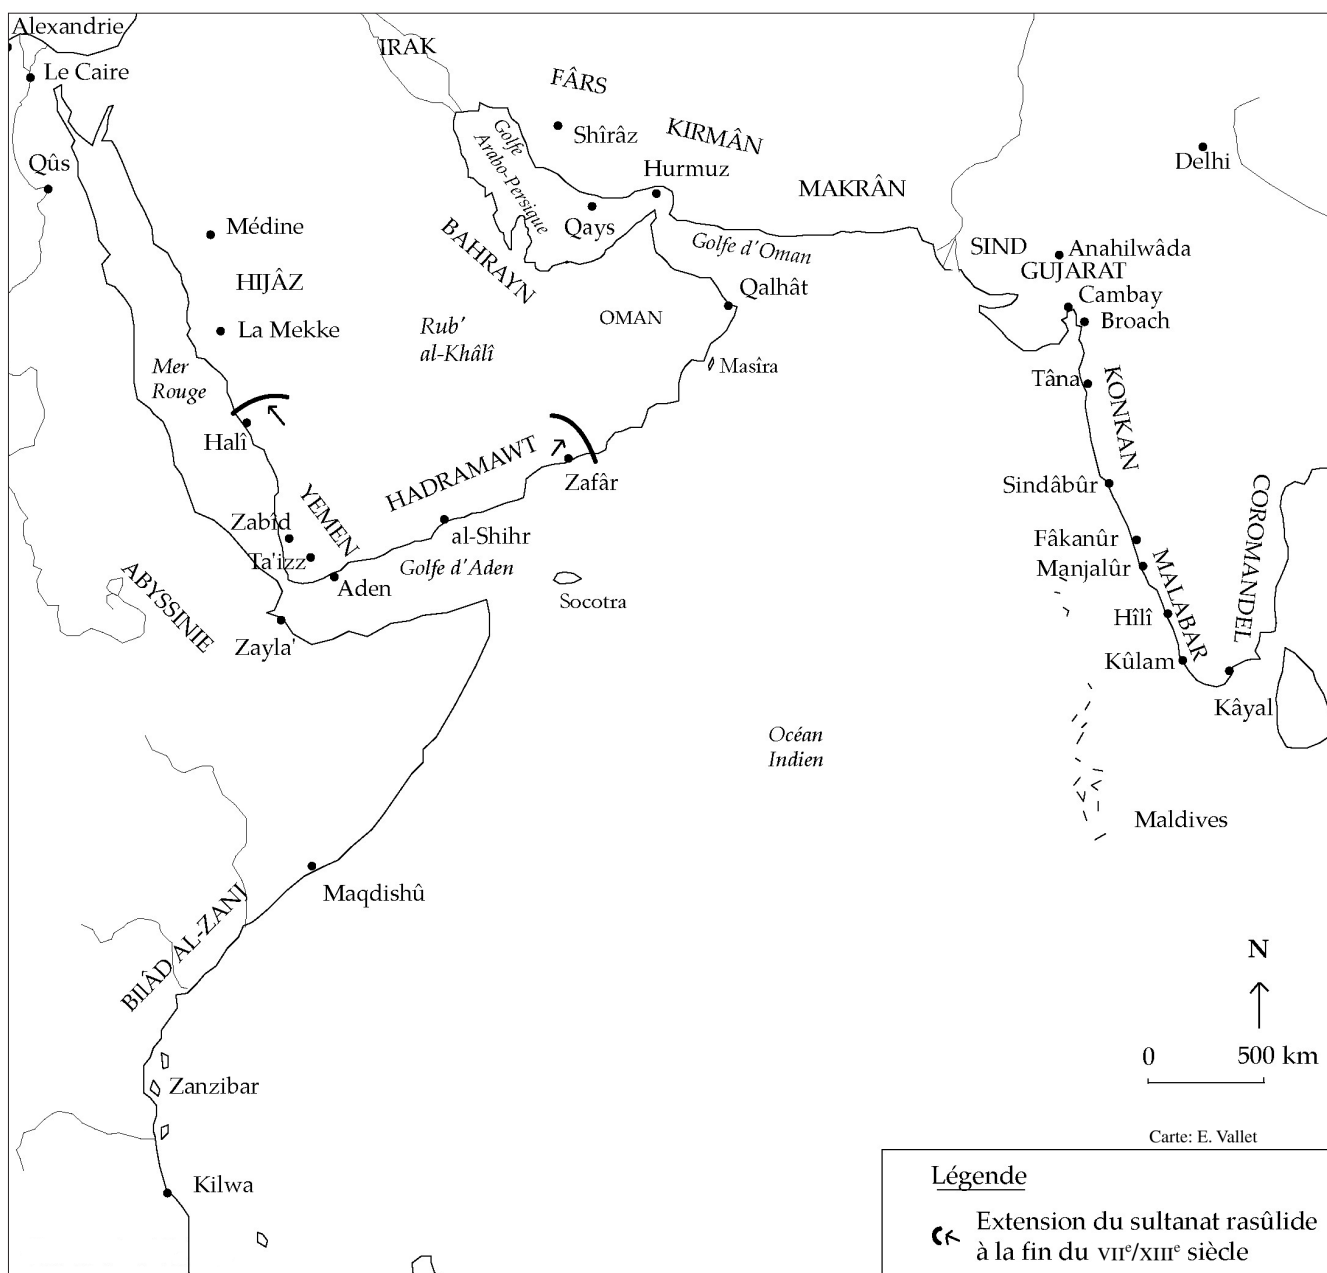 Alexandrie
Le Caire
IRAK
FÂRS
Shîrâz
KIRMÂN
Golfe
Arabo-Persique
Hurmuz
Delhi
Qûs
MAKRÂN
Médine
Qays
BAHRAYN
Golfe d'Oman
SIND
Anahilwâda
GUJARAT
HIJÂZ
Qalhât
Cambay
OMAN
Broach
La Mekke
Rub'
al-Khâlî
Mer
Rouge
Masîra
Tâna
KONKAN
Halî
HADRAMAWT
Zafâr
Sindâbûr
COROMANDEL
YEMEN
Zabîd
al-Shihr
Fâkanûr
Ta'izz
Golfe d'Aden
Manjalûr
MALABAR
Aden
ABYSSINIE
Socotra
Hîlî
Zayla'
Kûlam
Kâyal
Océan
Indien
Maldives
Maqdishû
BIlÂD AL-ZANJ
N
0 500 km
Zanzibar
Carte: E. Vallet
Kilwa
Légende
Extension du sultanat rasûlide
à la fin du VIIe/XIIIe siècle